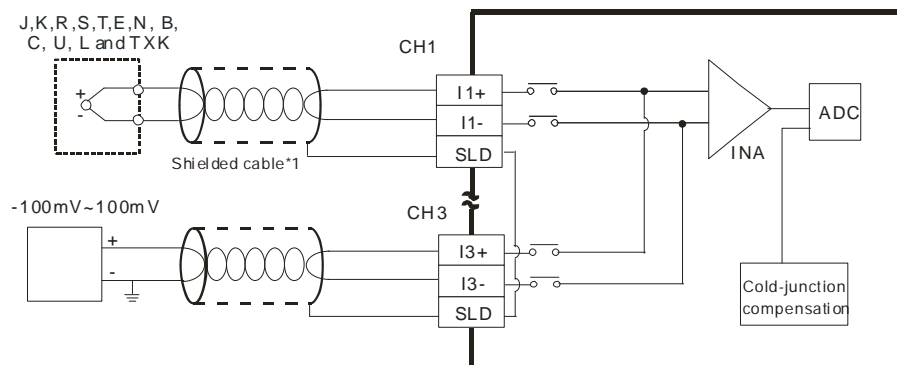 J,K,R,S,T,E,N, B,
C, U, L and TXK
CH1
+
-
I1+
I1-
SLD
Shielded cable*1
INA
ADC
-100mV~100mV
CH3
+
-
I3+
I3-
SLD
Cold-junction
compensation